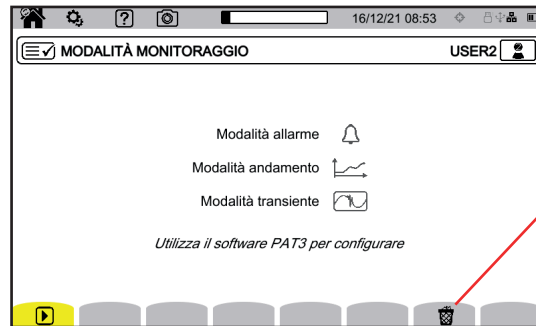 16/12/21 08:53
MODALITÀ MONITORAGGIO
USER2
Modalità allarme
Modalità andamento
Modalità transiente
Utilizza il software PAT3 per configurare